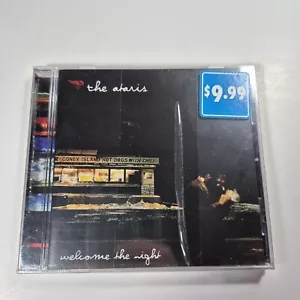 the ataris
$9.99
CONEY ISLAND HOT DOGS WITH CHILI
welcome the night